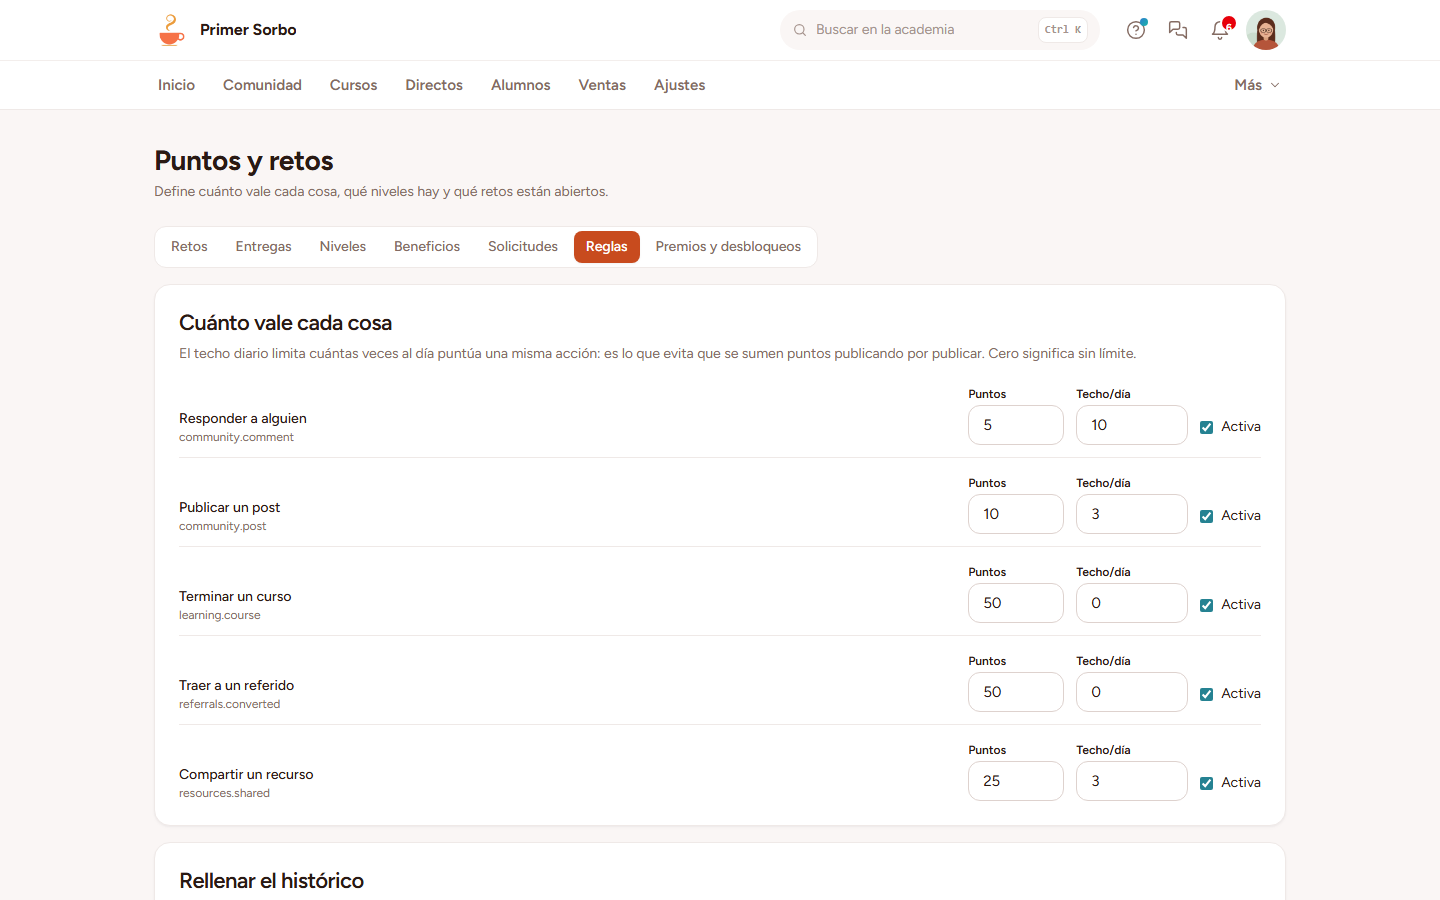 Primer Sorbo
Buscar en la academia
Ctrl K
6
Inicio
Comunidad
Cursos
Directos
Alumnos
Ventas
Ajustes
Más
Puntos y retos
Define cuánto vale cada cosa, qué niveles hay y qué retos están abiertos.
Retos
Entregas
Niveles
Beneficios
Solicitudes
Reglas
Premios y desbloqueos
Cuánto vale cada cosa
El techo diario limita cuántas veces al día puntúa una misma acción: es lo que evita que se sumen puntos publicando por publicar. Cero significa sin límite.
Puntos
Techo/día
Responder a alguien
community.comment
5
10
Activa
Puntos
Techo/día
Publicar un post
community.post
10
3
Activa
Puntos
Techo/día
Terminar un curso
learning.course
50
0
Activa
Puntos
Techo/día
Traer a un referido
referrals.converted
50
0
Activa
Puntos
Techo/día
Compartir un recurso
resources.shared
25
3
Activa
Rellenar el histórico